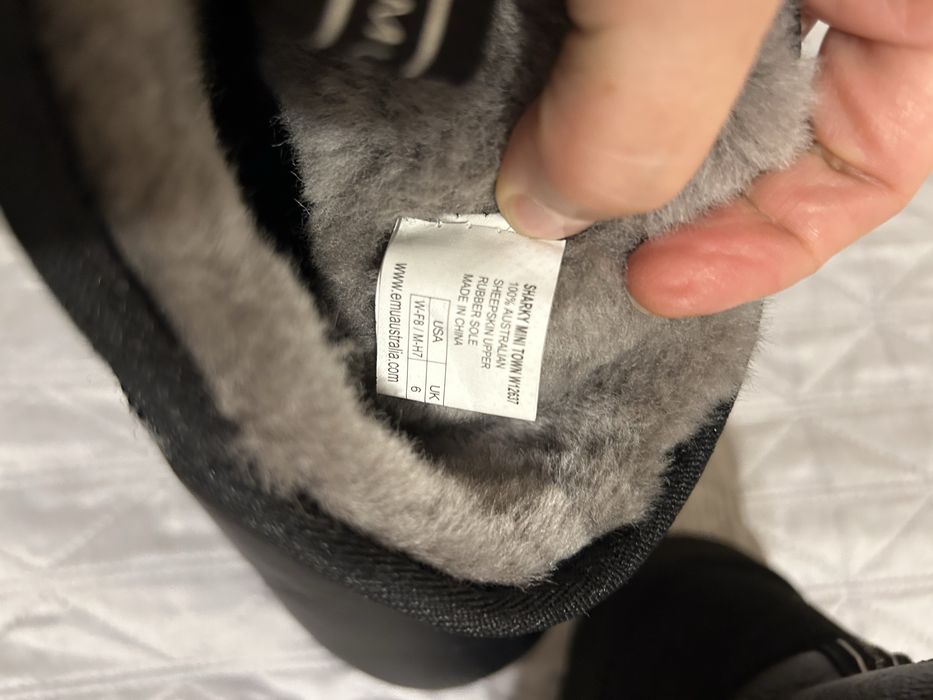 SHARKY MINI TOWN W12637
100% AUSTRALIAN
SHEEPSKIN UPPER
RUBBER SOLE
MADE IN CHINA
USA UK
W-F8 / M-H7 6
www.emuaustralia.com